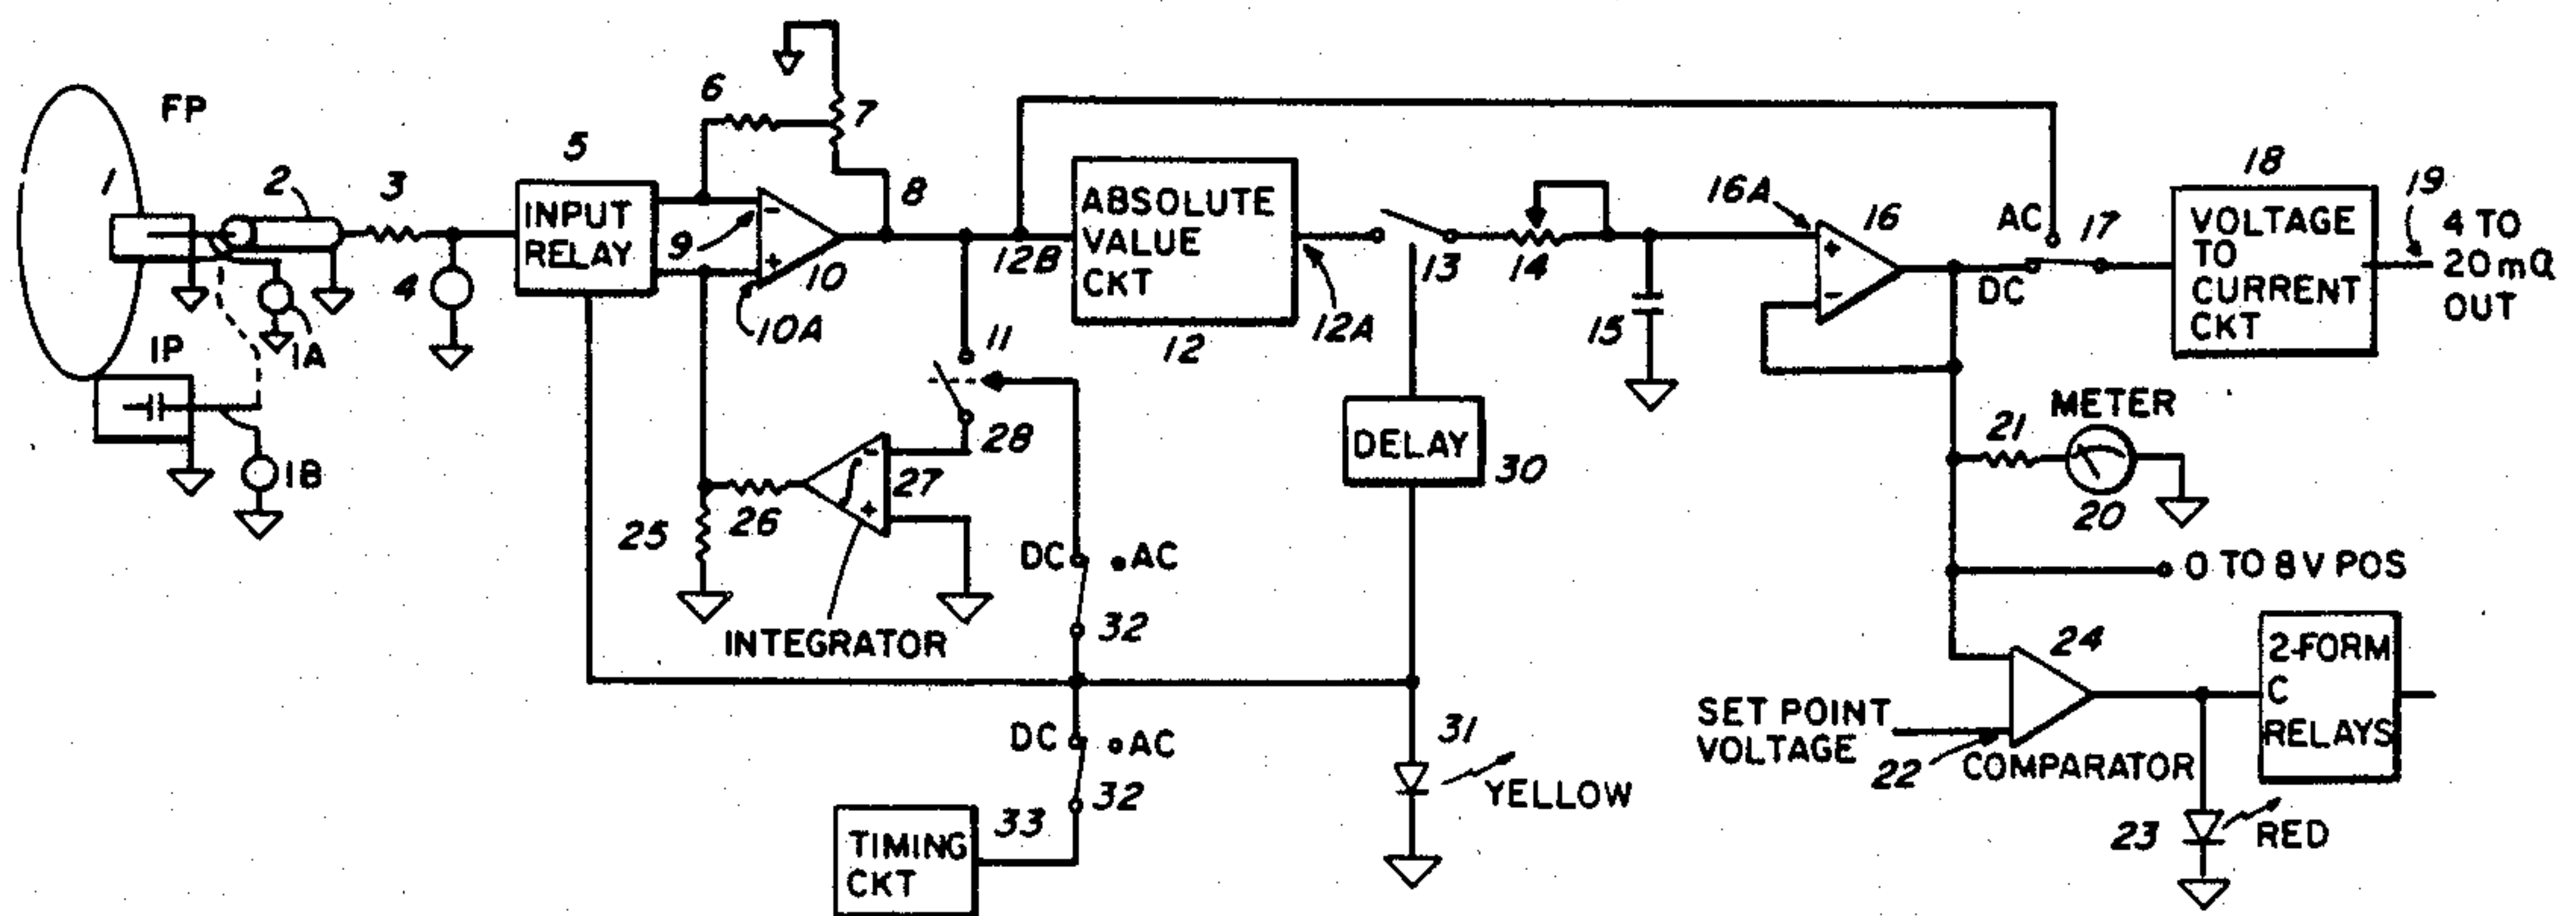 FP
1
2
3
4
1A
1P
1B
5
INPUT
RELAY
6
7
8
9
10
10A
11
28
12B
ABSOLUTE
VALUE
CKT
12
12A
13
14
15
16A
16
AC
17
DC
18
VOLTAGE
TO
CURRENT
CKT
19
4 TO
20 mA
OUT
METER
21
20
DELAY
30
25
26
27
INTEGRATOR
DC
AC
32
DC
AC
32
33
TIMING
CKT
31
YELLOW
0 TO 8V POS
24
SET POINT
VOLTAGE
22
COMPARATOR
2-FORM
C
RELAYS
23
RED